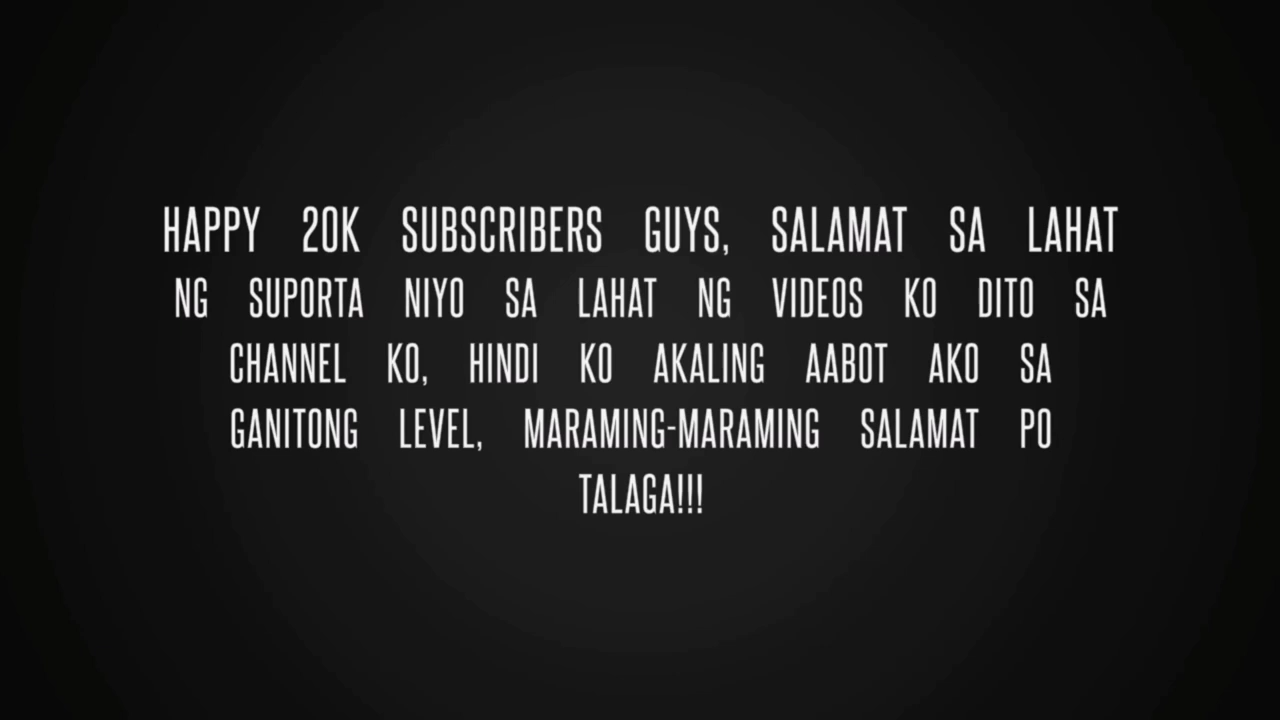 HAPPY 20K SUBSCRIBERS GUYS, SALAMAT SA LAHAT
NG SUPORTA NIYO SA LAHAT NG VIDEOS KO DITO SA
CHANNEL KO, HINDI KO AKALING AABOT AKO SA
GANITONG LEVEL, MARAMING-MARAMING SALAMAT PO
TALAGA!!!